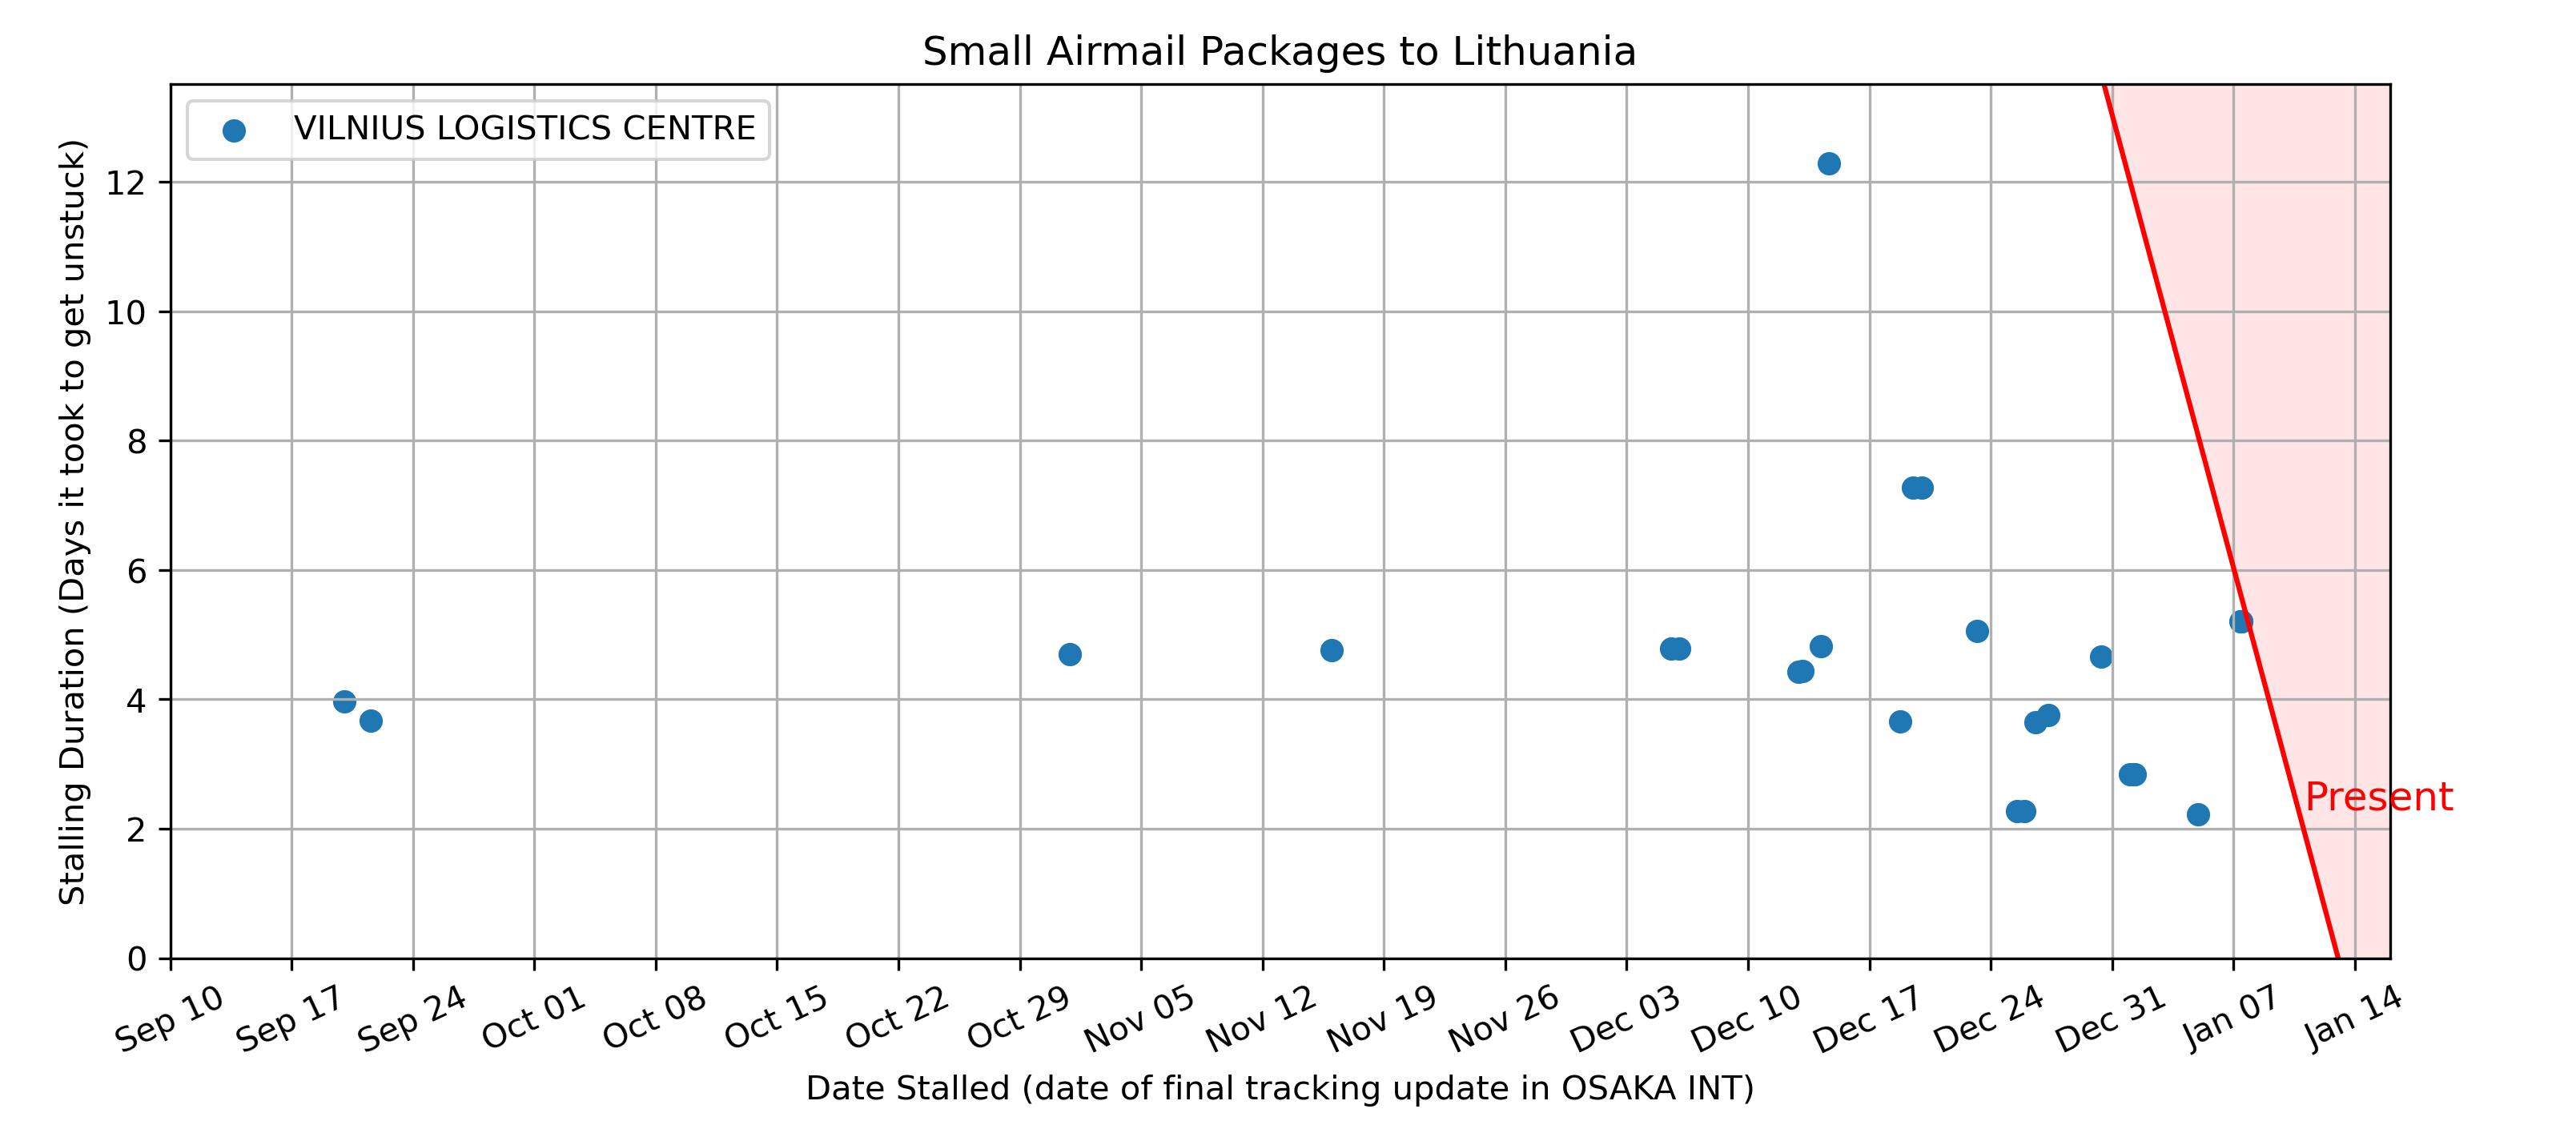 Small Airmail Packages to Lithuania
VILNIUS LOGISTICS CENTRE
Stalling Duration (Days it took to get unstuck)
12
10
8
6
4
2
0
Present
Sep 10
Sep 17
Sep 24
Oct 01
Oct 08
Oct 15
Oct 22
Oct 29
Nov 05
Nov 12
Nov 19
Nov 26
Dec 03
Dec 10
Dec 17
Dec 24
Dec 31
Jan 07
Jan 14
Date Stalled (date of final tracking update in OSAKA INT)